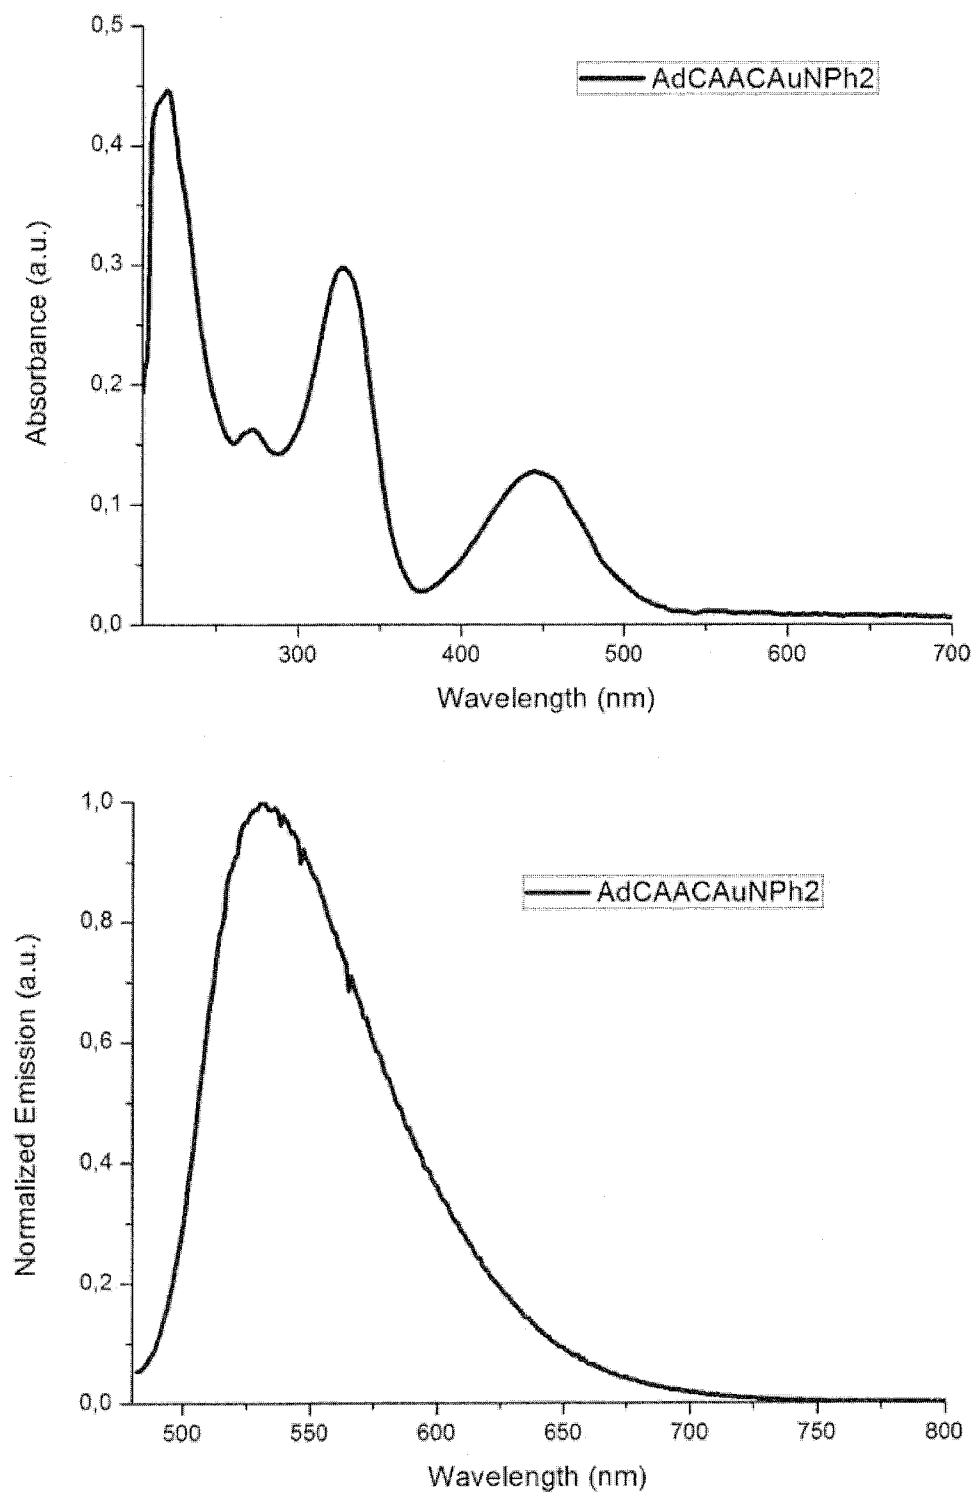 0,5
AdCAACAuNPh2
0,4
0,3
0,2
0,1
0,0
Absorbance (a.u.)
300 400 500 600 700
Wavelength (nm)
1,0
AdCAACAuNPh2
0,8
0,6
0,4
0,2
0,0
Normalized Emission (a.u.)
500 550 600 650 700 750 800
Wavelength (nm)